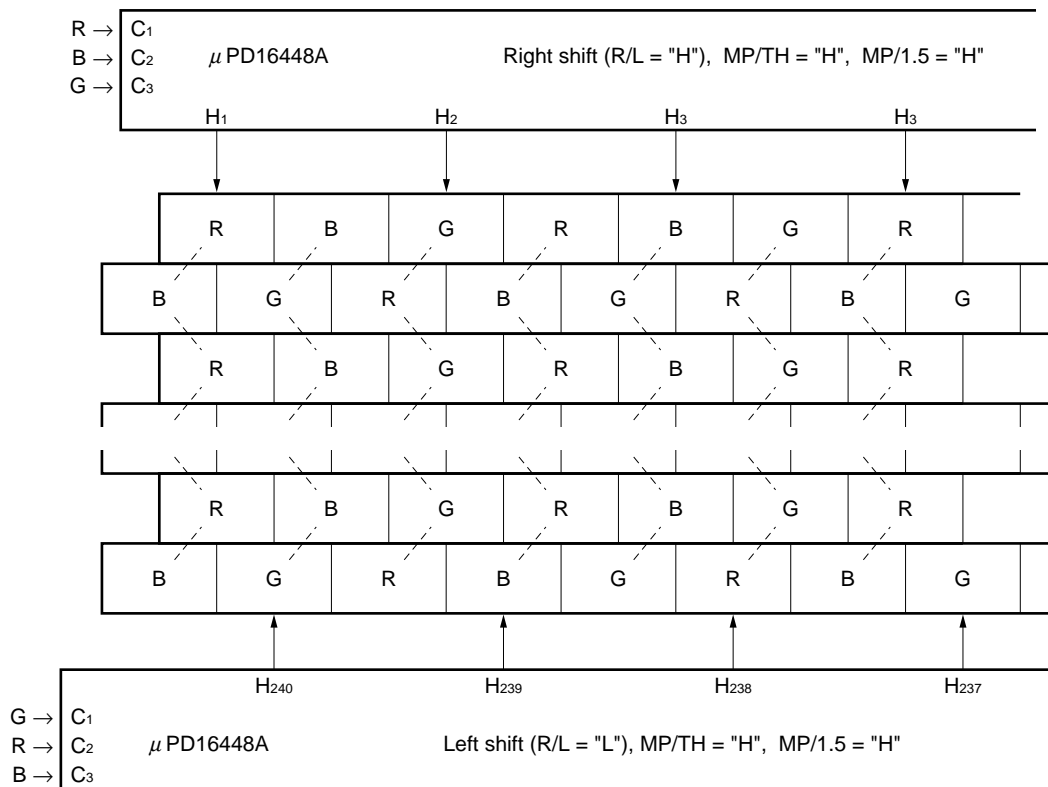 R → C1
B → C2 μPD16448A Right shift (R/L = "H"), MP/TH = "H", MP/1.5 = "H"
G → C3
H1 H2 H3 H3
R B G R B G R
B G R B G R B G
R B G R B G R
R B G R B G R
B G R B G R B G
H240 H239 H238 H237
G → C1
R → C2 μPD16448A Left shift (R/L = "L"), MP/TH = "H", MP/1.5 = "H"
B → C3